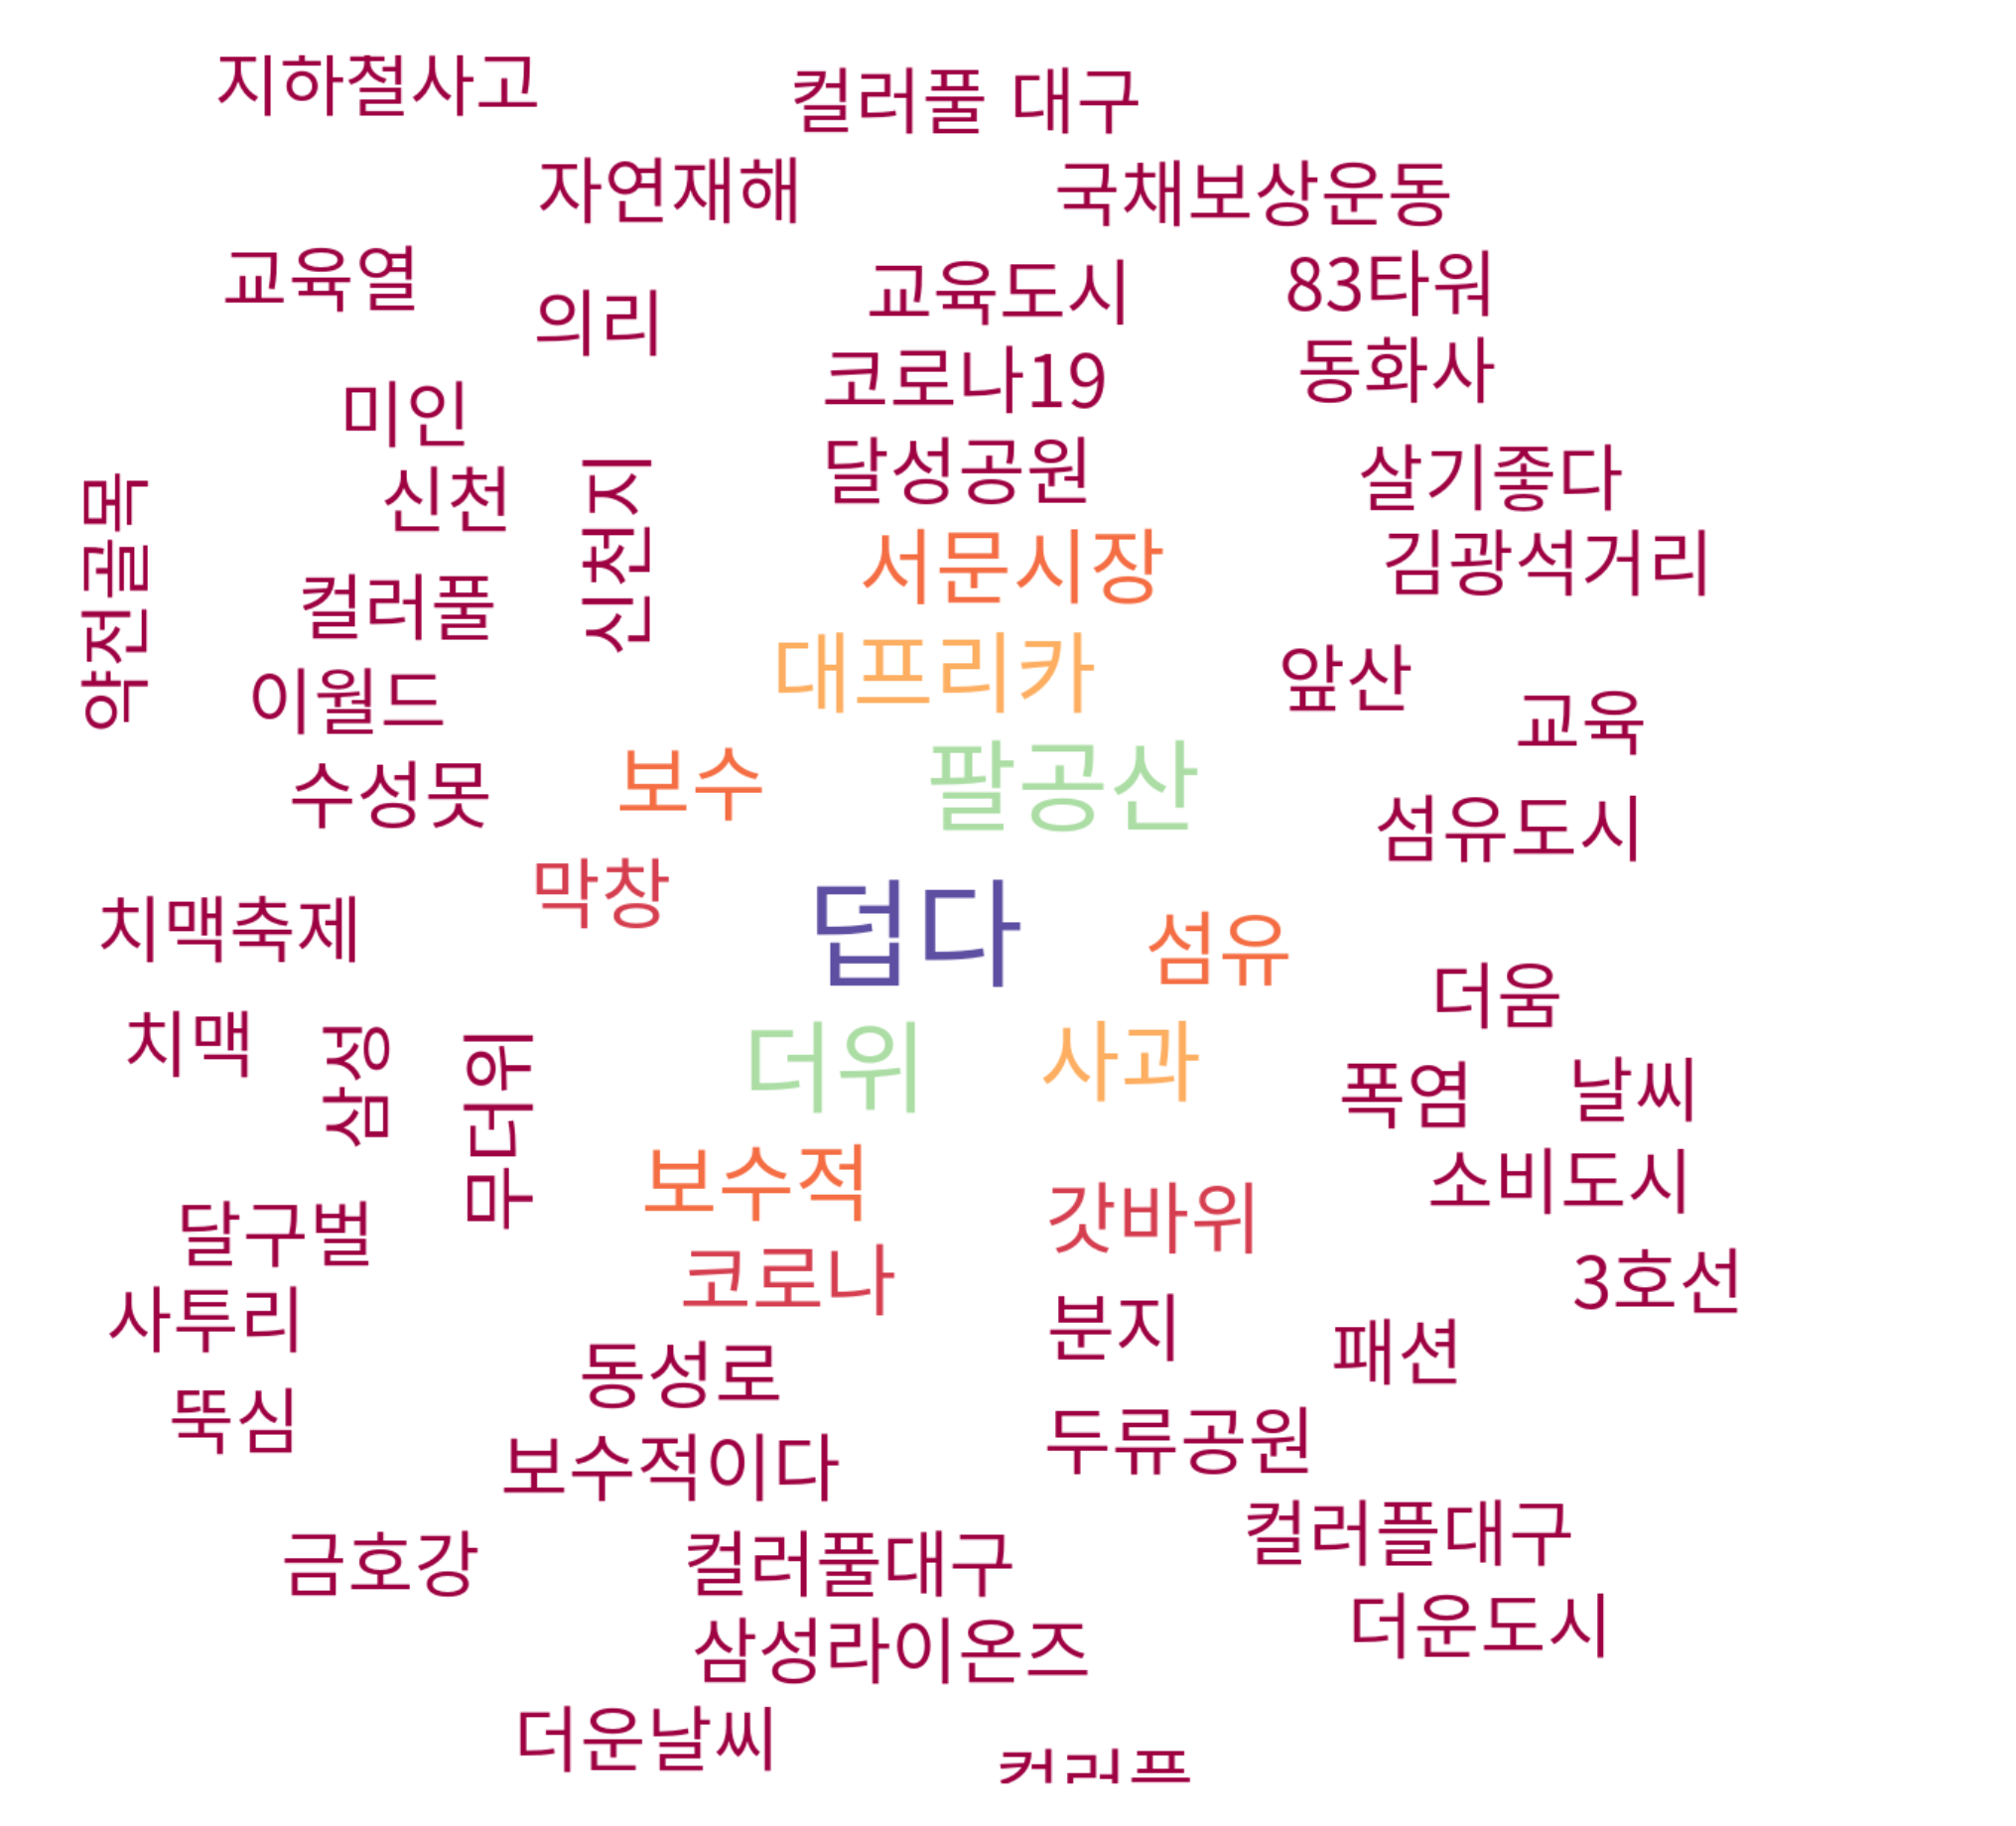 지하철사고
컬러풀 대구
자연재해
국채보상운동
교육열
의리
교육도시
83타워
코로나19
동화사
미인
신천
신천지
달성공원
살기좋다
약전골목
서문시장
김광석거리
컬러풀
대프리카
앞산
이월드
교육
보수
팔공산
수성못
섬유도시
막창
치맥축제
덥다
섬유
더움
치맥
삼성
무더위
더위
사과
폭염
날씨
보수적
소비도시
갓바위
달구벌
코로나
3호선
사투리
분지
패션
동성로
뚝심
두류공원
보수적이다
컬러플대구
금호강
컬러풀대구
더운도시
삼성라이온즈
더운날씨